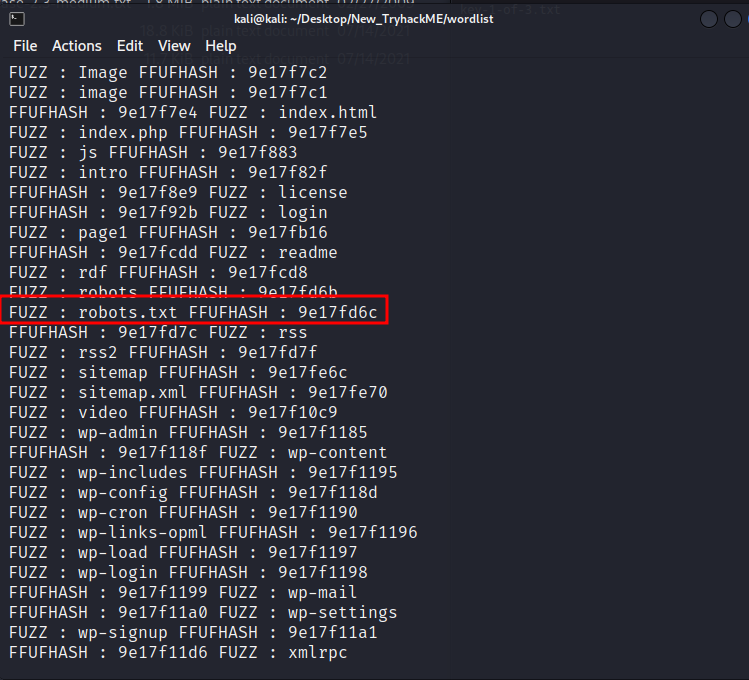 kali@kali: ~/Desktop/New_TryhackME/wordlist
File Actions Edit View Help
FUZZ : Image FFUFHASH : 9e17f7c2
FUZZ : image FFUFHASH : 9e17f7c1
FFUFHASH : 9e17f7e4 FUZZ : index.html
FUZZ : index.php FFUFHASH : 9e17f7e5
FUZZ : js FFUFHASH : 9e17f883
FUZZ : intro FFUFHASH : 9e17f82f
FFUFHASH : 9e17f8e9 FUZZ : license
FFUFHASH : 9e17f92b FUZZ : login
FUZZ : page1 FFUFHASH : 9e17fb16
FFUFHASH : 9e17fcdd FUZZ : readme
FUZZ : rdf FFUFHASH : 9e17fcd8
FUZZ : robots FFUFHASH : 9e17fd6b
FUZZ : robots.txt FFUFHASH : 9e17fd6c
FFUFHASH : 9e17fd7c FUZZ : rss
FUZZ : rss2 FFUFHASH : 9e17fd7f
FUZZ : sitemap FFUFHASH : 9e17fe6c
FUZZ : sitemap.xml FFUFHASH : 9e17fe70
FUZZ : video FFUFHASH : 9e17f10c9
FUZZ : wp-admin FFUFHASH : 9e17f1185
FFUFHASH : 9e17f118f FUZZ : wp-content
FUZZ : wp-includes FFUFHASH : 9e17f1195
FUZZ : wp-config FFUFHASH : 9e17f118d
FUZZ : wp-cron FFUFHASH : 9e17f1190
FUZZ : wp-links-opml FFUFHASH : 9e17f1196
FUZZ : wp-load FFUFHASH : 9e17f1197
FUZZ : wp-login FFUFHASH : 9e17f1198
FFUFHASH : 9e17f1199 FUZZ : wp-mail
FFUFHASH : 9e17f11a0 FUZZ : wp-settings
FUZZ : wp-signup FFUFHASH : 9e17f11a1
FFUFHASH : 9e17f11d6 FUZZ : xmlrpc